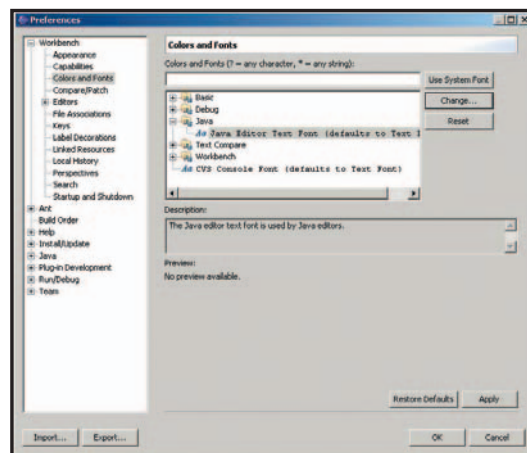 Preferences
Workbench
Appearance
Capabilities
Colors and Fonts
Compare/Patch
Editors
File Associations
Keys
Label Decorations
Linked Resources
Local History
Perspectives
Search
Startup and Shutdown
Ant
Build Order
Help
Install/Update
Java
Plug-in Development
Run/Debug
Team
Colors and Fonts
Colors and Fonts (? = any character, * = any string):
Use System Font
Basic
Debug
Java
Aa Java Editor Text Font (defaults to Text
Text Compare
Workbench
Aa CVS Console Font (defaults to Text Font)
Change...
Reset
Description:
The Java editor text font is used by Java editors.
Preview:
No preview available.
Restore Defaults
Apply
Import...
Export...
OK
Cancel